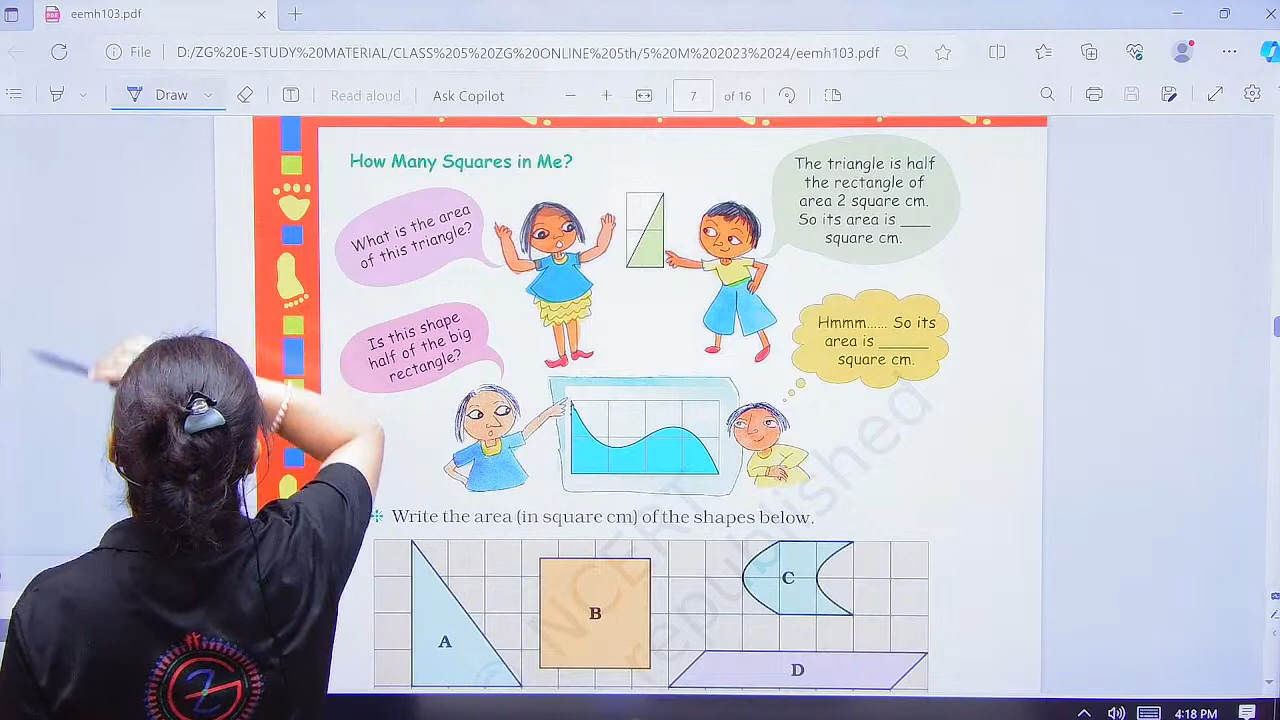 eemh103.pdf
File D:/ZG%20E-STUDY%20MATERIAL/CLASS%205%20ZG%20ONLINE%205th/5%20M%202023%2024/eemh103.pdf
Draw
Read aloud
Ask Copilot
7 of 16
How Many Squares in Me?
What is the area
of this triangle?
The triangle is half
the rectangle of
area 2 square cm.
So its area is ____
square cm.
Is this shape
half of the big
rectangle?
Hmmm...... So its
area is ______
square cm.
Write the area (in square cm) of the shapes below.
A
B
C
D
© NCERT
republished
4:18 PM